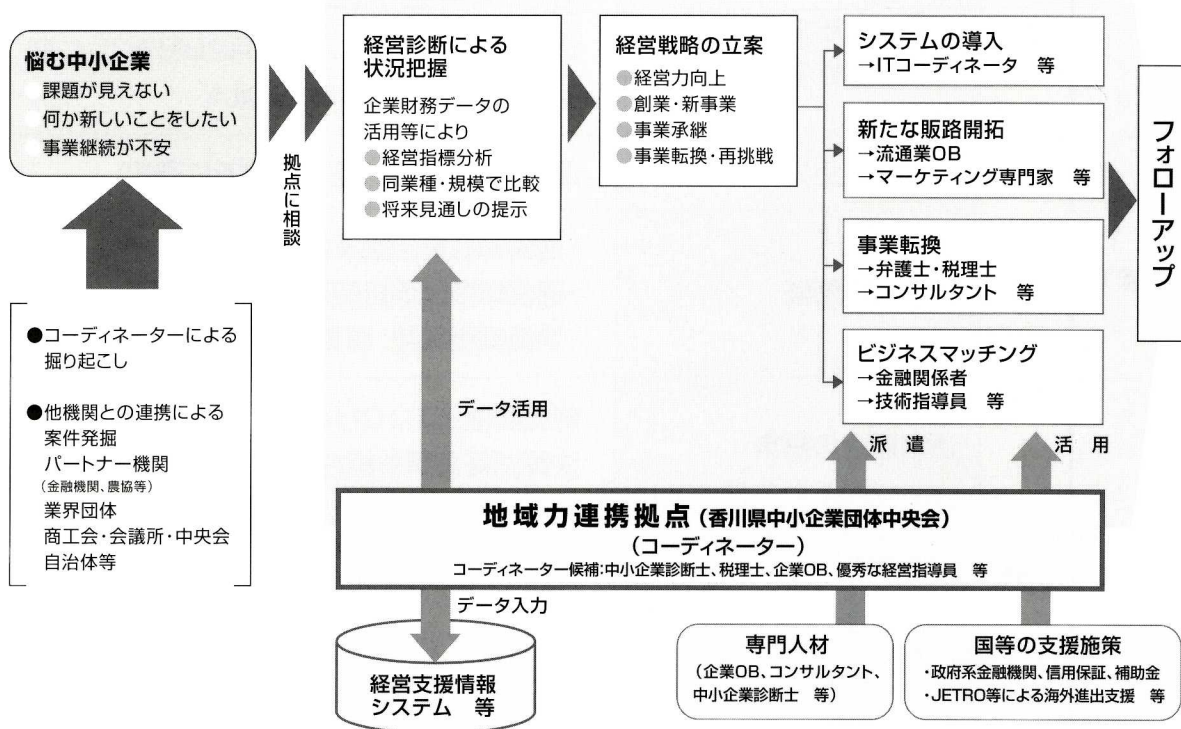 悩む中小企業
課題が見えない
何か新しいことをしたい
事業継続が不安
●コーディネーターによる
掘り起こし
●他機関との連携による
案件発掘
パートナー機関
(金融機関、農協等)
業界団体
商工会・会議所・中央会
自治体等
拠点に相談
経営診断による
状況把握
企業財務データの
活用等により
●経営指標分析
●同業種・規模で比較
●将来見通しの提示
経営戦略の立案
●経営力向上
●創業・新事業
●事業承継
●事業転換・再挑戦
システムの導入
→ITコーディネータ 等
新たな販路開拓
→流通業OB
→マーケティング専門家 等
事業転換
→弁護士・税理士
→コンサルタント 等
ビジネスマッチング
→金融関係者
→技術指導員 等
フォローアップ
データ活用
派遣
活用
地域力連携拠点(香川県中小企業団体中央会)
(コーディネーター)
コーディネーター候補:中小企業診断士、税理士、企業OB、優秀な経営指導員 等
データ入力
経営支援情報
システム 等
専門人材
(企業OB、コンサルタント、
中小企業診断士 等)
国等の支援施策
・政府系金融機関、信用保証、補助金
・JETRO等による海外進出支援 等